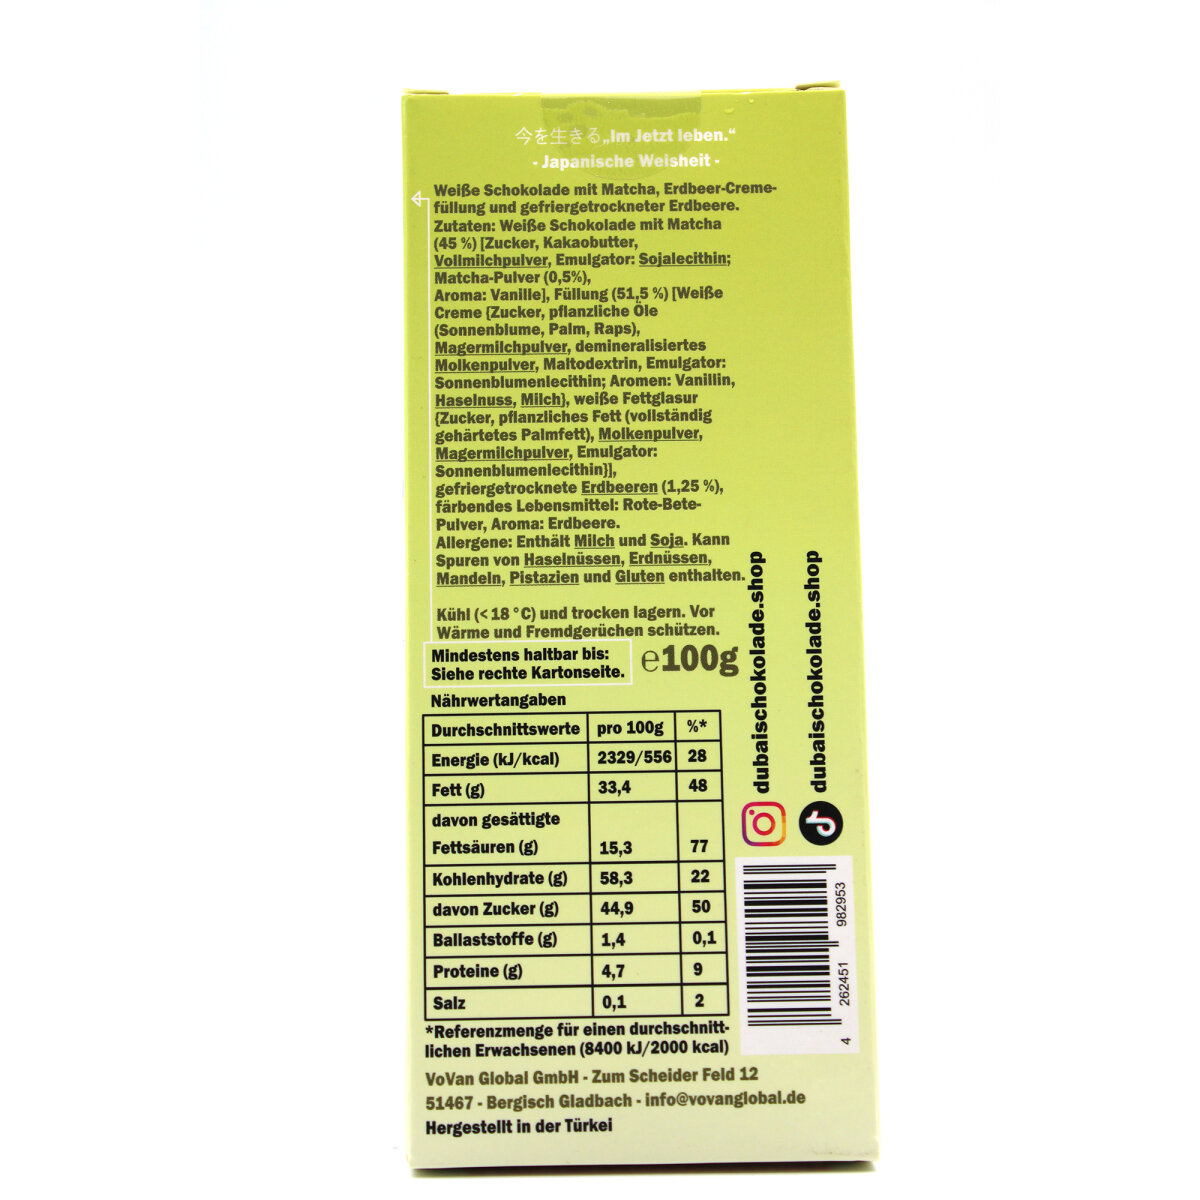 今を生きる„Im Jetzt leben.“
- Japanische Weisheit -
Weiße Schokolade mit Matcha, Erdbeer-Creme-
füllung und gefriergetrockneter Erdbeere.
Zutaten: Weiße Schokolade mit Matcha
(45 %) [Zucker, Kakaobutter,
Vollmilchpulver, Emulgator: Sojalecithin;
Matcha-Pulver (0,5%),
Aroma: Vanille], Füllung (51,5 %) [Weiße
Creme {Zucker, pflanzliche Öle
(Sonnenblume, Palm, Raps),
Magermilchpulver, demineralisiertes
Molkenpulver, Maltodextrin, Emulgator:
Sonnenblumenlecithin; Aromen: Vanillin,
Haselnuss, Milch}, weiße Fettglasur
{Zucker, pflanzliches Fett (vollständig
gehärtetes Palmfett), Molkenpulver,
Magermilchpulver, Emulgator:
Sonnenblumenlecithin}],
gefriergetrocknete Erdbeeren (1,25 %),
färbendes Lebensmittel: Rote-Bete-
Pulver, Aroma: Erdbeere.
Allergene: Enthält Milch und Soja. Kann
Spuren von Haselnüssen, Erdnüssen,
Mandeln, Pistazien und Gluten enthalten.
Kühl (< 18 °C) und trocken lagern. Vor
Wärme und Fremdgerüchen schützen.
Mindestens haltbar bis:
Siehe rechte Kartonseite.
℮100g
Nährwertangaben
Durchschnittswerte pro 100g %*
Energie (kJ/kcal) 2329/556 28
Fett (g) 33,4 48
davon gesättigte
Fettsäuren (g) 15,3 77
Kohlenhydrate (g) 58,3 22
davon Zucker (g) 44,9 50
Ballaststoffe (g) 1,4 0,1
Proteine (g) 4,7 9
Salz 0,1 2
*Referenzmenge für einen durchschnitt-
lichen Erwachsenen (8400 kJ/2000 kcal)
VoVan Global GmbH - Zum Scheider Feld 12
51467 - Bergisch Gladbach - info@vovanglobal.de
Hergestellt in der Türkei
dubaischokolade.shop
dubaischokolade.shop
4 262451 982953